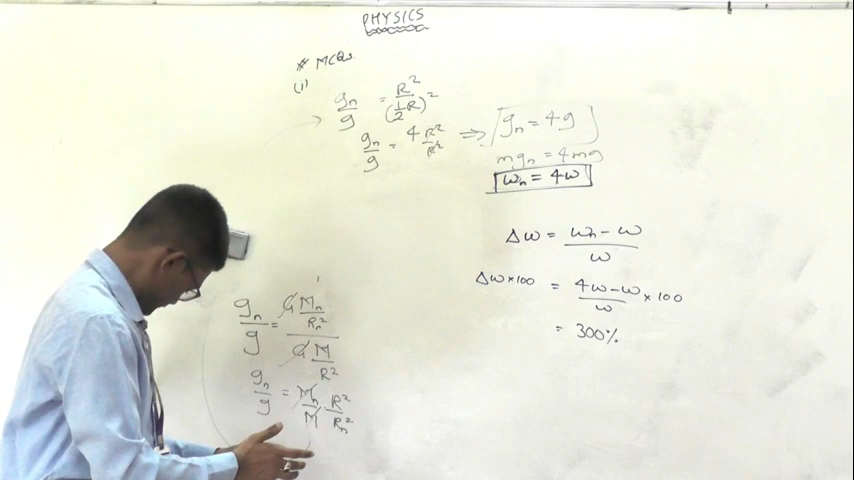 PHYSICS
# MCQs
(i)
gₙ/g = R²/(½R)²
gₙ/g = 4 R²/R² ⇒ gₙ = 4g
mgₙ = 4mg
Wₙ = 4W
ΔW = Wₙ - W / W
ΔW×100 = 4W-W / W × 100
= 300%
gₙ/g = G Mₙ/Rₙ² / G M/R²
gₙ/g = Mₙ/M · R²/Rₙ²